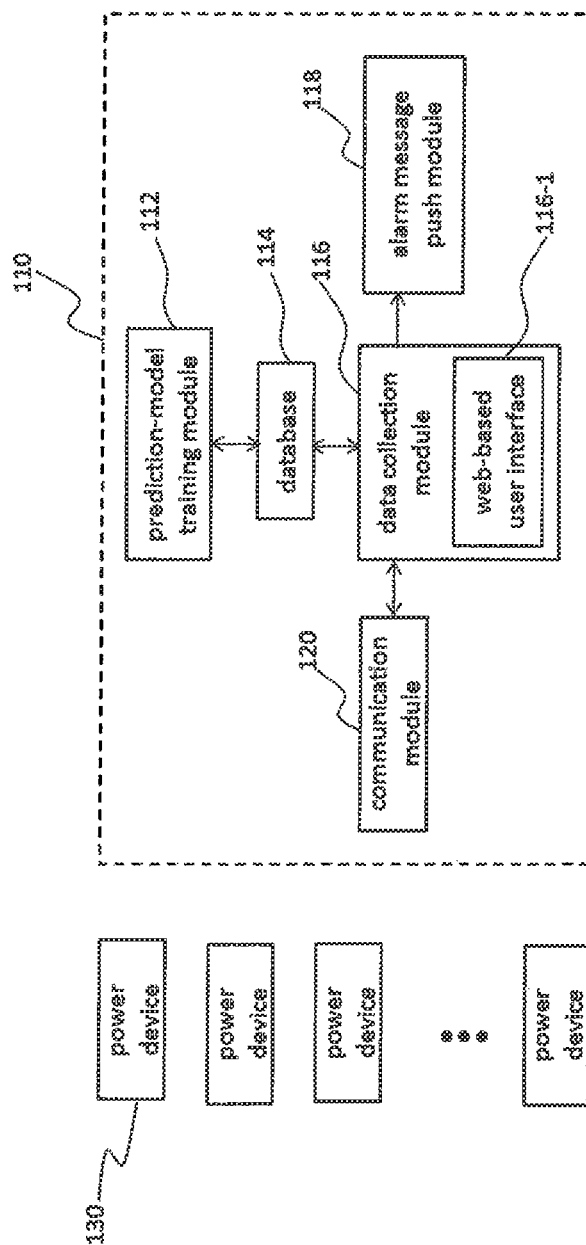 110
prediction-model
training module
112
database
114
data collection
module
116
web-based
user interface
116-1
alarm message
push module
118
communication
module
120
power
device
130
power
device
power
device
power
device